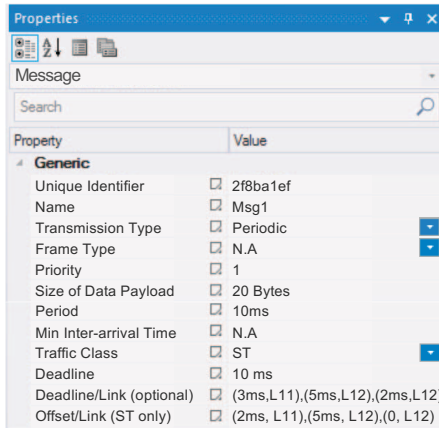 Properties
Message
Search
Property Value
Generic
Unique Identifier 2f8ba1ef
Name Msg1
Transmission Type Periodic
Frame Type N.A
Priority 1
Size of Data Payload 20 Bytes
Period 10ms
Min Inter-arrival Time N.A
Traffic Class ST
Deadline 10 ms
Deadline/Link (optional) (3ms,L11),(5ms,L12),(2ms,L12)
Offset/Link (ST only) (2ms, L11),(5ms, L12),(0, L12)